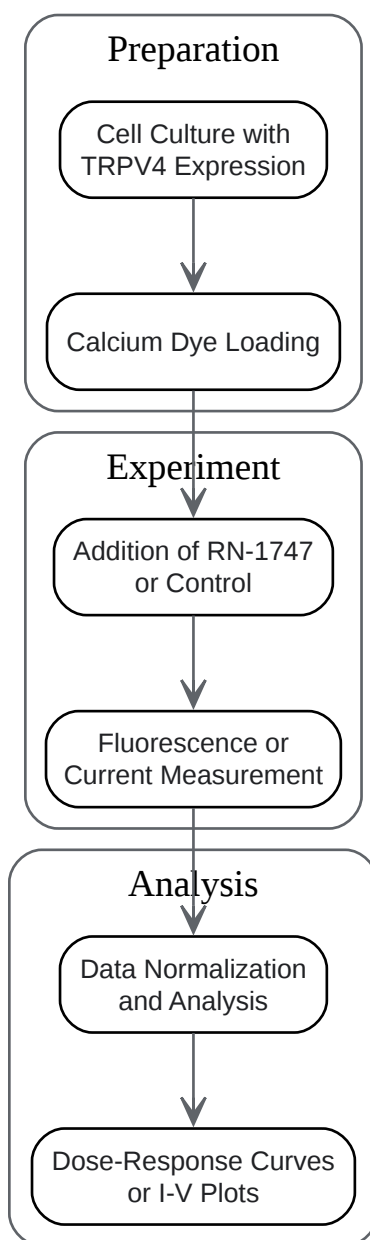 Preparation
Cell Culture with
TRPV4 Expression
Calcium Dye Loading
Experiment
Addition of RN-1747
or Control
Fluorescence or
Current Measurement
Analysis
Data Normalization
and Analysis
Dose-Response Curves
or I-V Plots